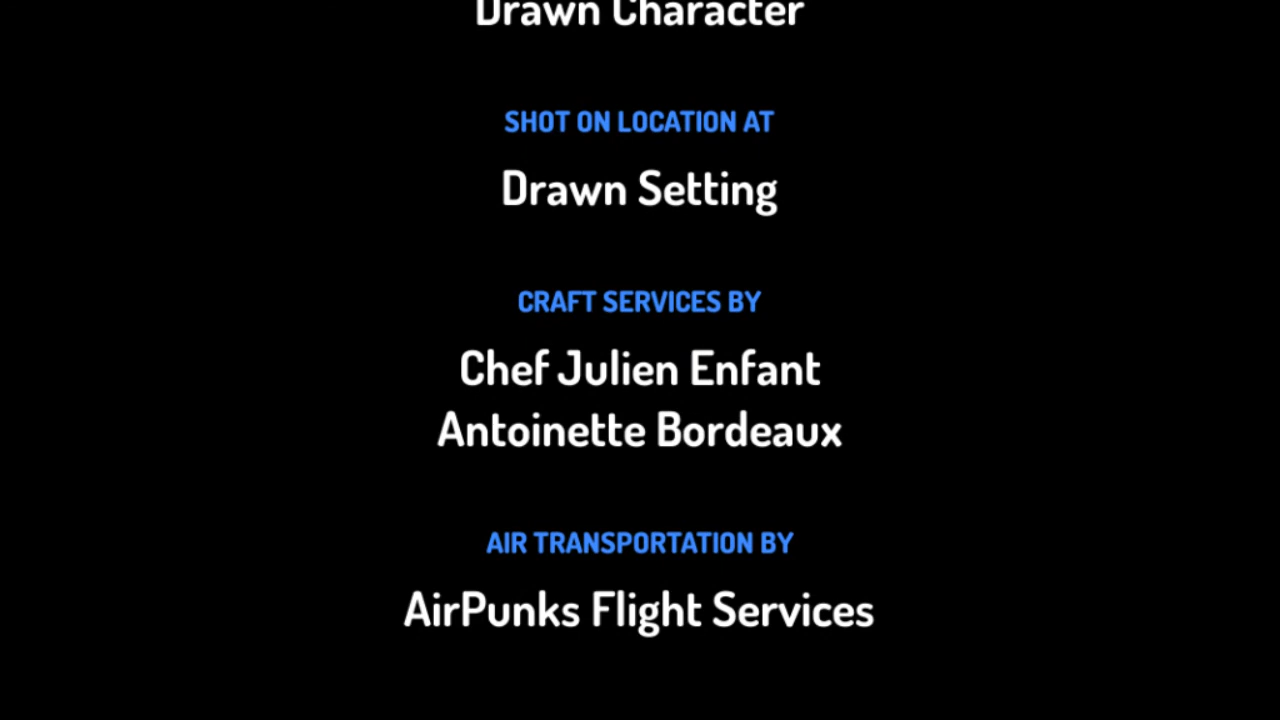 Drawn Character
SHOT ON LOCATION AT
Drawn Setting
CRAFT SERVICES BY
Chef Julien Enfant
Antoinette Bordeaux
AIR TRANSPORTATION BY
AirPunks Flight Services